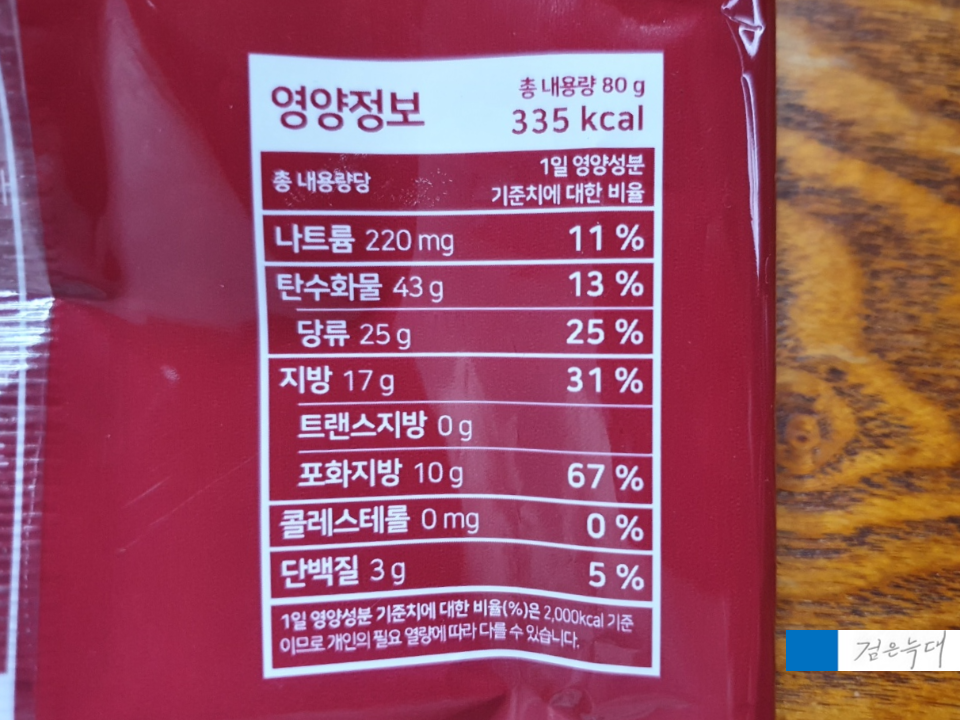 영양정보
총 내용량 80 g
335 kcal
총 내용량당
1일 영양성분
기준치에 대한 비율
나트륨 220 mg 11 %
탄수화물 43 g 13 %
당류 25 g 25 %
지방 17 g 31 %
트랜스지방 0 g
포화지방 10 g 67 %
콜레스테롤 0 mg 0 %
단백질 3 g 5 %
1일 영양성분 기준치에 대한 비율(%)은 2,000kcal 기준
이므로 개인의 필요 열량에 따라 다를 수 있습니다.
검은늑대